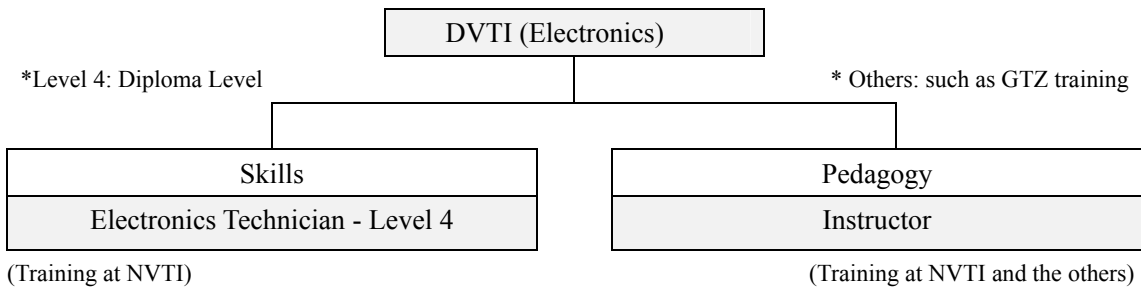 DVTI (Electronics)
*Level 4: Diploma Level
* Others: such as GTZ training
Skills
Pedagogy
Electronics Technician - Level 4
Instructor
(Training at NVTI)
(Training at NVTI and the others)